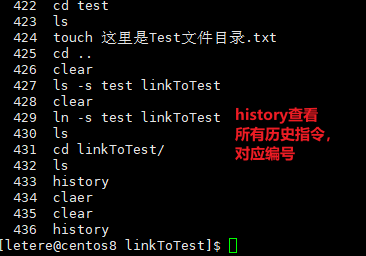 422 cd test
423 ls
424 touch 这里是Test文件目录.txt
425 cd ..
426 clear
427 ls -s test linkToTest
428 clear
429 ln -s test linkToTest
430 ls
431 cd linkToTest/
432 ls
433 history
434 claer
435 clear
436 history
[letere@centos8 linkToTest]$
history查看
所有历史指令，
对应编号